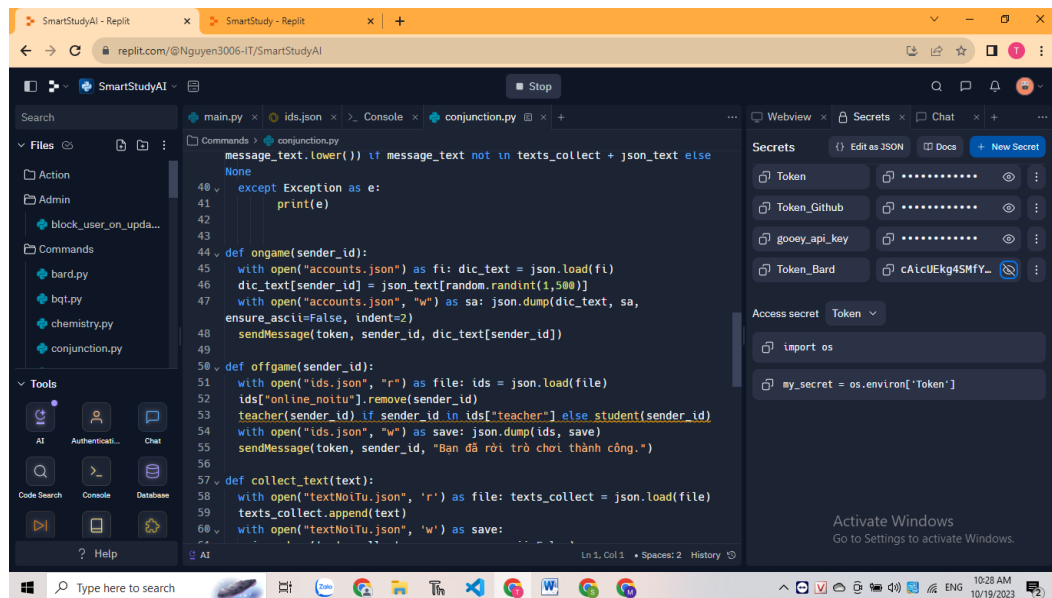 SmartStudyAI - Replit
SmartStudy - Replit
replit.com/@Nguyen3006-IT/SmartStudyAI
SmartStudyAI
Stop
Search
Files
Action
Admin
block_user_on_upda...
Commands
bard.py
bqt.py
chemistry.py
conjunction.py
Tools
AI
Authenticati...
Chat
Code Search
Console
Database
? Help
main.py
ids.json
Console
conjunction.py
Commands > conjunction.py
message_text.lower()) if message_text not in texts_collect + json_text else
None
40 except Exception as e:
41 print(e)
42
43
44 def ongame(sender_id):
45 with open("accounts.json") as fi: dic_text = json.load(fi)
46 dic_text[sender_id] = json_text[random.randint(1,500)]
47 with open("accounts.json", "w") as sa: json.dump(dic_text, sa,
ensure_ascii=False, indent=2)
48 sendMessage(token, sender_id, dic_text[sender_id])
49
50 def offgame(sender_id):
51 with open("ids.json", "r") as file: ids = json.load(file)
52 ids["online_noitu"].remove(sender_id)
53 teacher(sender_id) if sender_id in ids["teacher"] else student(sender_id)
54 with open("ids.json", "w") as save: json.dump(ids, save)
55 sendMessage(token, sender_id, "Bạn đã rời trò chơi thành công.")
56
57 def collect_text(text):
58 with open("textNoiTu.json", 'r') as file: texts_collect = json.load(file)
59 texts_collect.append(text)
60 with open("textNoiTu.json", 'w') as save:
AI
Ln 1, Col 1 • Spaces: 2 History
Webview
Secrets
Chat
Secrets
{} Edit as JSON
Docs
+ New Secret
Token
Token_Github
gooey_api_key
Token_Bard
cAicUEkg4SMfY...
Access secret Token
import os
my_secret = os.environ['Token']
Activate Windows
Go to Settings to activate Windows.
Type here to search
Zalo
ENG
10:28 AM
10/19/2023